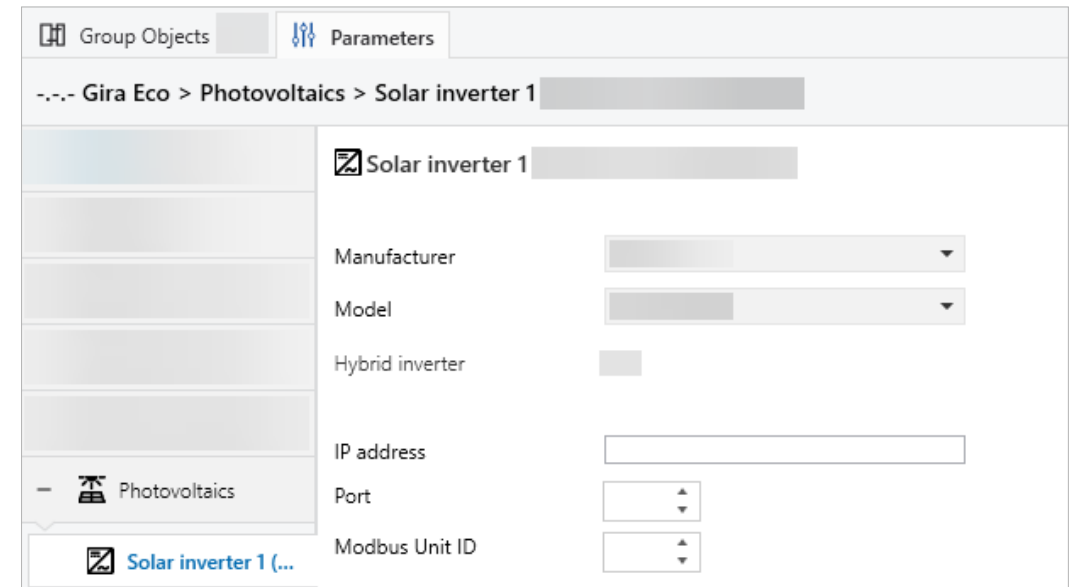 Group Objects
Parameters
-.-.- Gira Eco > Photovoltaics > Solar inverter 1
Solar inverter 1
Manufacturer
Model
Hybrid inverter
IP address
Port
Modbus Unit ID
Photovoltaics
Solar inverter 1 (...